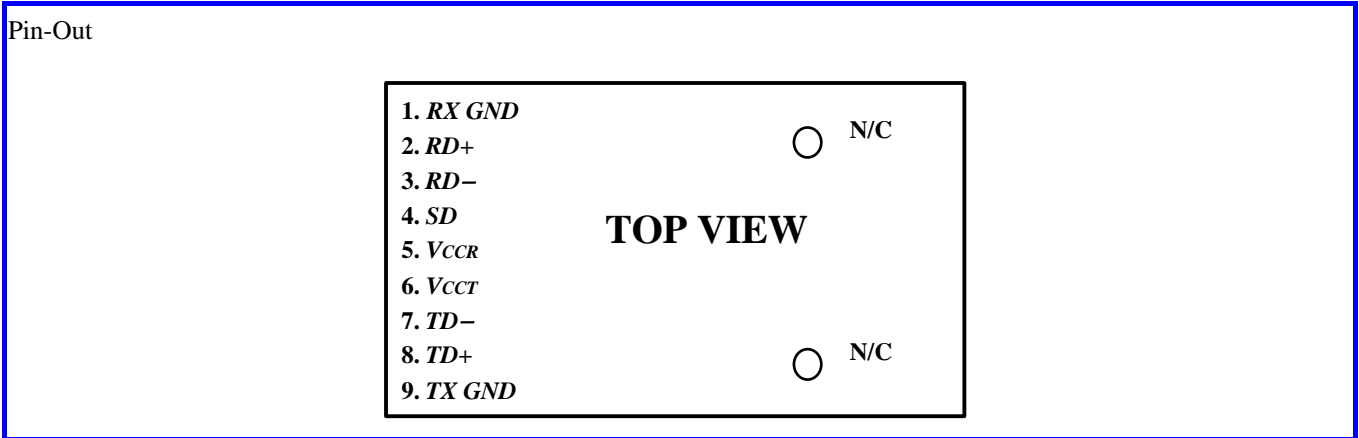 Pin-Out
1. RX GND
2. RD+
3. RD−
4. SD
5. VCCR
6. VCCT
7. TD−
8. TD+
9. TX GND
N/C
TOP VIEW
N/C